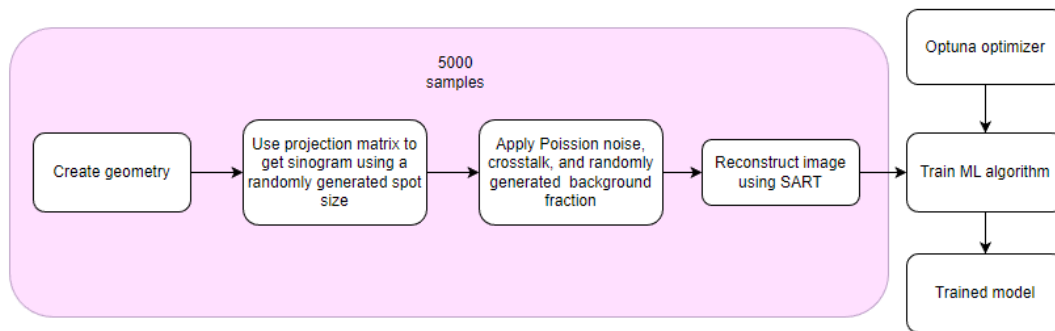 5000
samples
Create geometry
Use projection matrix to
get sinogram using a
randomly generated spot
size
Apply Poission noise,
crosstalk, and randomly
generated  background
fraction
Reconstruct image
using SART
Optuna optimizer
Train ML algorithm
Trained model